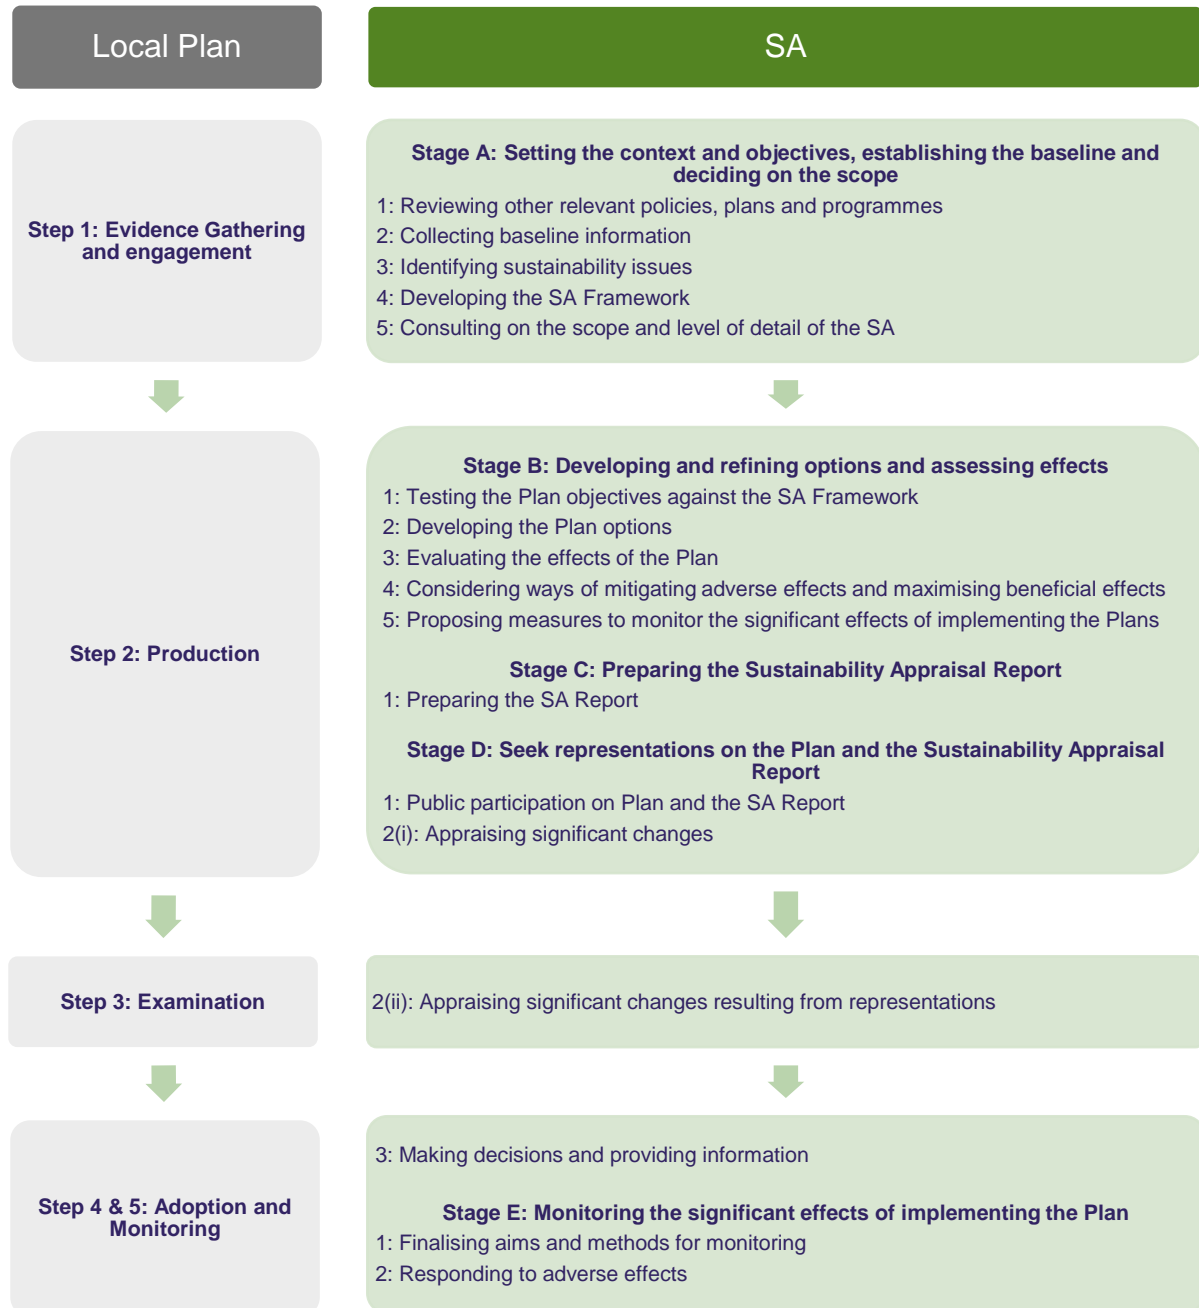 Local Plan
SA
Step 1: Evidence Gathering
and engagement
Stage A: Setting the context and objectives, establishing the baseline and
deciding on the scope
1: Reviewing other relevant policies, plans and programmes
2: Collecting baseline information
3: Identifying sustainability issues
4: Developing the SA Framework
5: Consulting on the scope and level of detail of the SA
Step 2: Production
Stage B: Developing and refining options and assessing effects
1: Testing the Plan objectives against the SA Framework
2: Developing the Plan options
3: Evaluating the effects of the Plan
4: Considering ways of mitigating adverse effects and maximising beneficial effects
5: Proposing measures to monitor the significant effects of implementing the Plans
Stage C: Preparing the Sustainability Appraisal Report
1: Preparing the SA Report
Stage D: Seek representations on the Plan and the Sustainability Appraisal
Report
1: Public participation on Plan and the SA Report
2(i): Appraising significant changes
Step 3: Examination
2(ii): Appraising significant changes resulting from representations
Step 4 & 5: Adoption and
Monitoring
3: Making decisions and providing information
Stage E: Monitoring the significant effects of implementing the Plan
1: Finalising aims and methods for monitoring
2: Responding to adverse effects